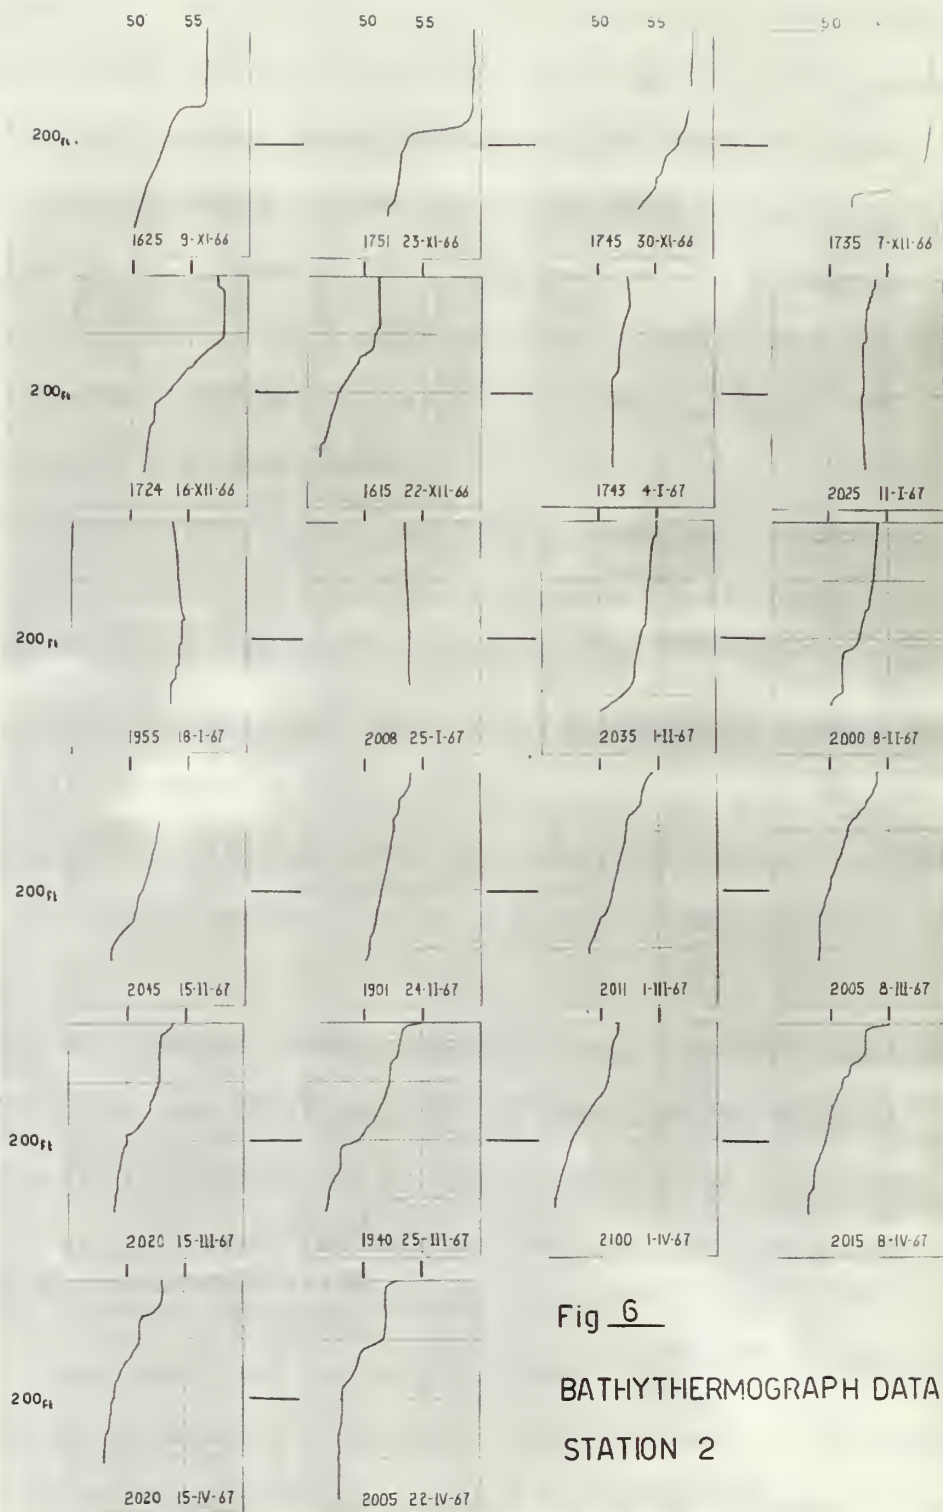 50 55 50 55 50 55 50
200ft.
1625 9-XI-66 1751 23-XI-66 1745 30-XI-66 1735 7-XII-66
200ft
1724 16-XII-66 1615 22-XII-66 1743 4-I-67 2025 11-I-67
200ft
1955 18-I-67 2008 25-I-67 2035 1-II-67 2000 8-II-67
200ft
2045 15-II-67 1901 24-II-67 2011 1-III-67 2005 8-III-67
200ft
2020 15-III-67 1940 25-III-67 2100 1-IV-67 2015 8-IV-67
200ft
2020 15-IV-67 2005 22-IV-67
Fig 6
BATHYTHERMOGRAPH DATA
STATION 2